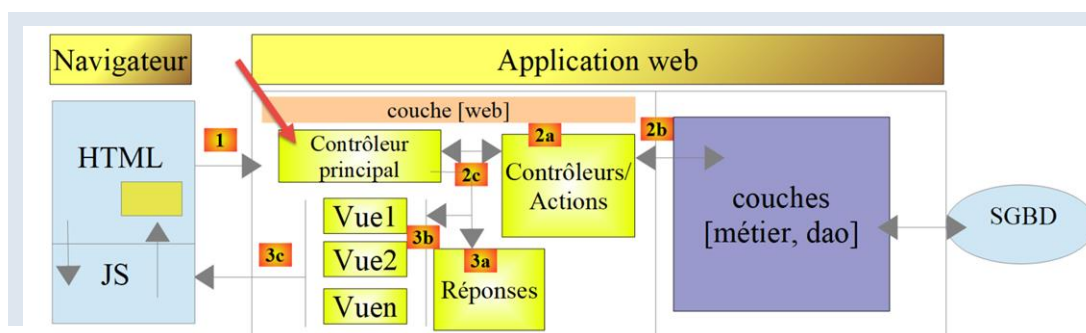 Navigateur
Application web
couche [web]
1
HTML
JS
Contrôleur
principal
2a
2b
2c
Contrôleurs/
Actions
couches
[métier, dao]
SGBD
Vue1
Vue2
Vuen
3b
3a
Réponses
3c